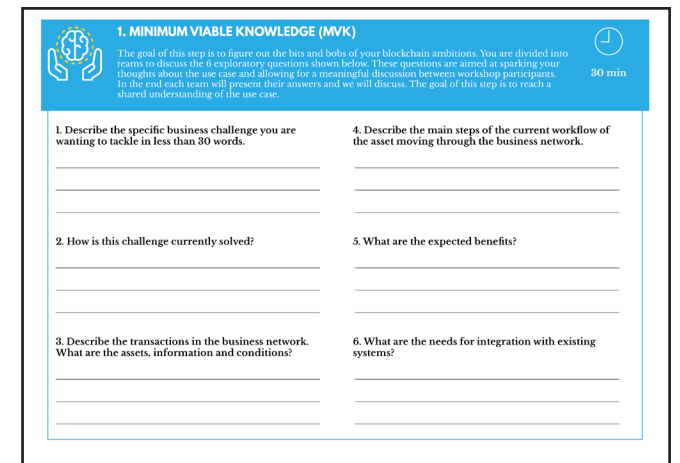 1. MINIMUM VIABLE KNOWLEDGE (MVK)
The goal of this step is to figure out the bits and bobs of your blockchain ambitions. You are divided into
teams to discuss the 6 exploratory questions shown below. These questions are aimed at sparking your
thoughts about the use case and allowing for a meaningful discussion between workshop participants.
In the end each team will present their answers and we will discuss. The goal of this step is to reach a
shared understanding of the use case.
30 min
1. Describe the specific business challenge you are
wanting to tackle in less than 30 words.
2. How is this challenge currently solved?
3. Describe the transactions in the business network.
What are the assets, information and conditions?
4. Describe the main steps of the current workflow of
the asset moving through the business network.
5. What are the expected benefits?
6. What are the needs for integration with existing
systems?